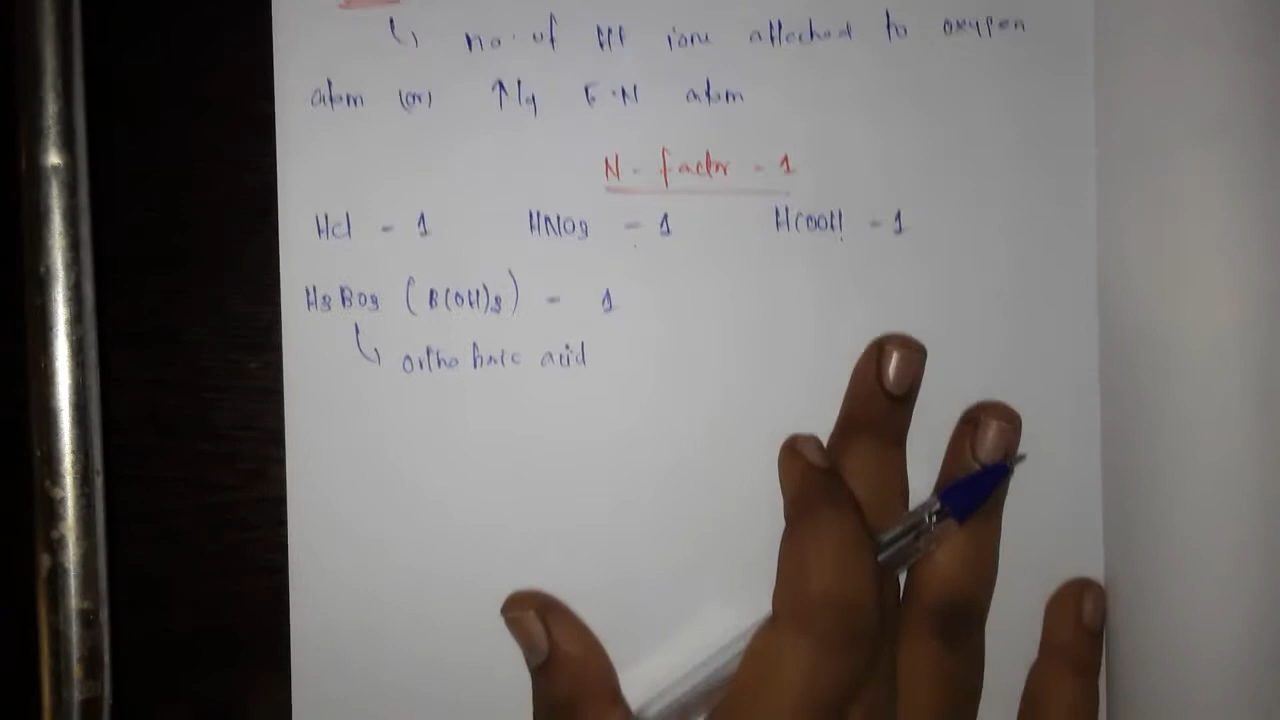 no. of H+ ions attached to oxygen
atom (or) ↑ly E.N atom
N - factor - 1
HCl - 1 HNO3 - 1 HCOOH - 1
H3BO3 (B(OH)3) - 1
ortho boric acid